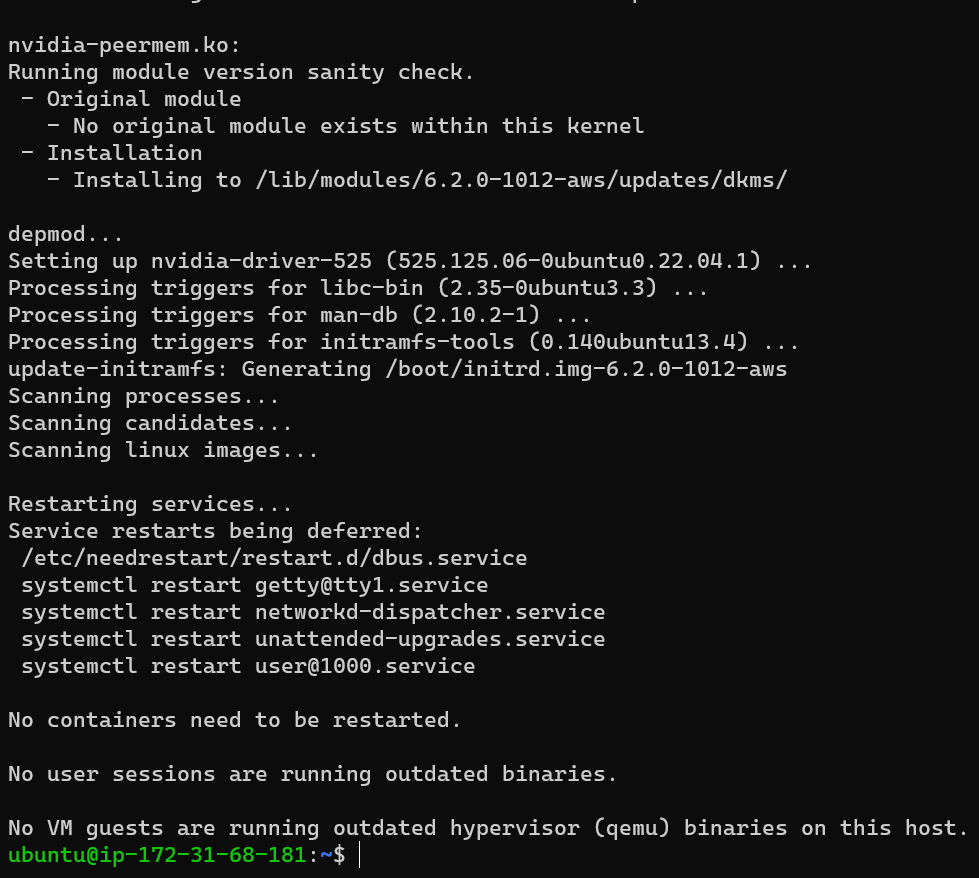 nvidia-peermem.ko:
Running module version sanity check.
 - Original module
   - No original module exists within this kernel
 - Installation
   - Installing to /lib/modules/6.2.0-1012-aws/updates/dkms/

depmod...
Setting up nvidia-driver-525 (525.125.06-0ubuntu0.22.04.1) ...
Processing triggers for libc-bin (2.35-0ubuntu3.3) ...
Processing triggers for man-db (2.10.2-1) ...
Processing triggers for initramfs-tools (0.140ubuntu13.4) ...
update-initramfs: Generating /boot/initrd.img-6.2.0-1012-aws
Scanning processes...
Scanning candidates...
Scanning linux images...

Restarting services...
Service restarts being deferred:
 /etc/needrestart/restart.d/dbus.service
 systemctl restart getty@tty1.service
 systemctl restart networkd-dispatcher.service
 systemctl restart unattended-upgrades.service
 systemctl restart user@1000.service

No containers need to be restarted.

No user sessions are running outdated binaries.

No VM guests are running outdated hypervisor (qemu) binaries on this host.
ubuntu@ip-172-31-68-181:~$